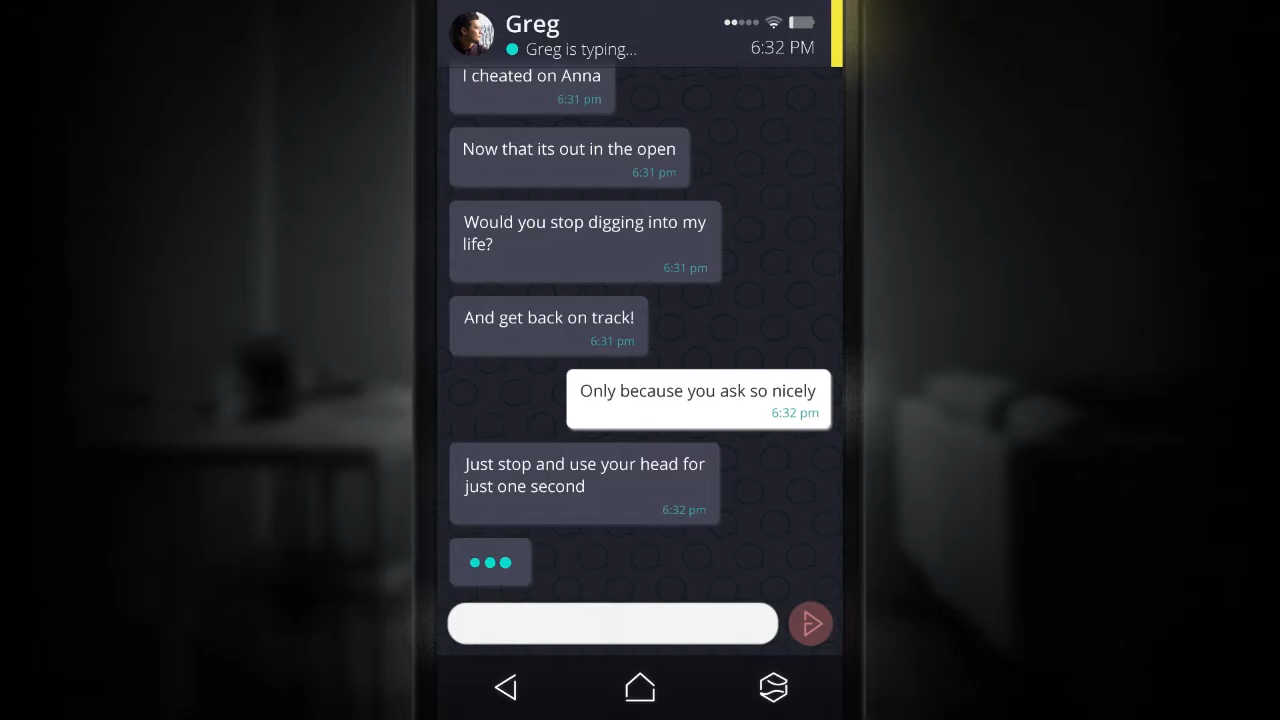 Greg
Greg is typing...
6:32 PM
I cheated on Anna
6:31 pm
Now that its out in the open
6:31 pm
Would you stop digging into my
life?
6:31 pm
And get back on track!
6:31 pm
Only because you ask so nicely
6:32 pm
Just stop and use your head for
just one second
6:32 pm